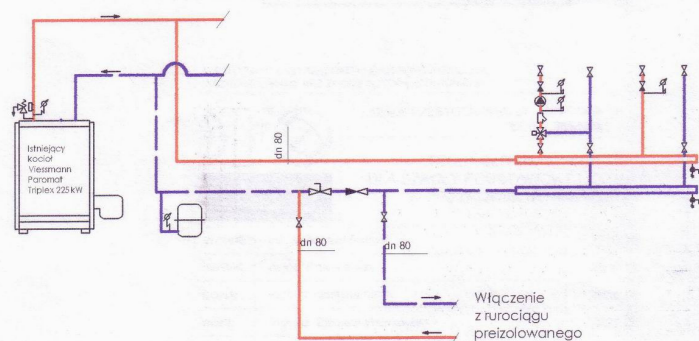 Istniejący
kocioł
Viessmann
Paromat
Triplex 225 kW
dn 80
dn 80
dn 80
Włączenie
z rurociągu
preizolowanego